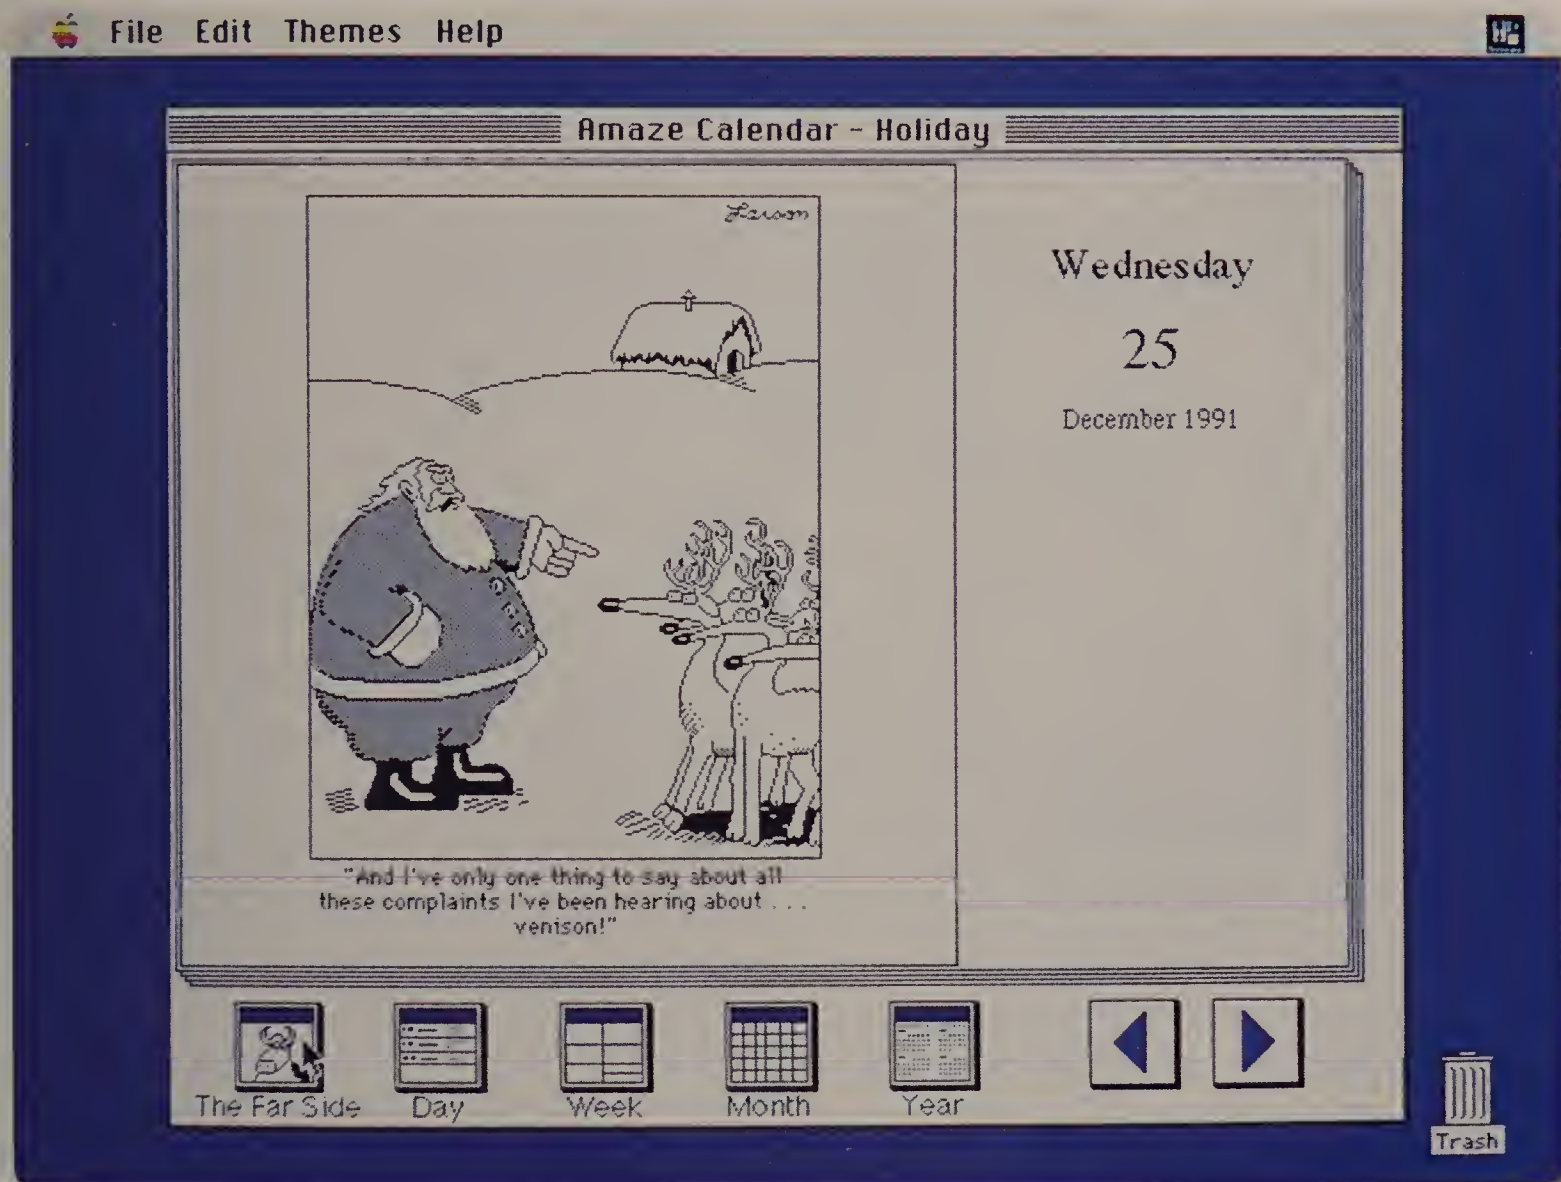 File Edit Themes Help
Amaze Calendar - Holiday
Larson
Wednesday
25
December 1991
"And I've only one thing to say about all
these complaints I've been hearing about . . .
venison!"
The Far Side Day Week Month Year
Trash